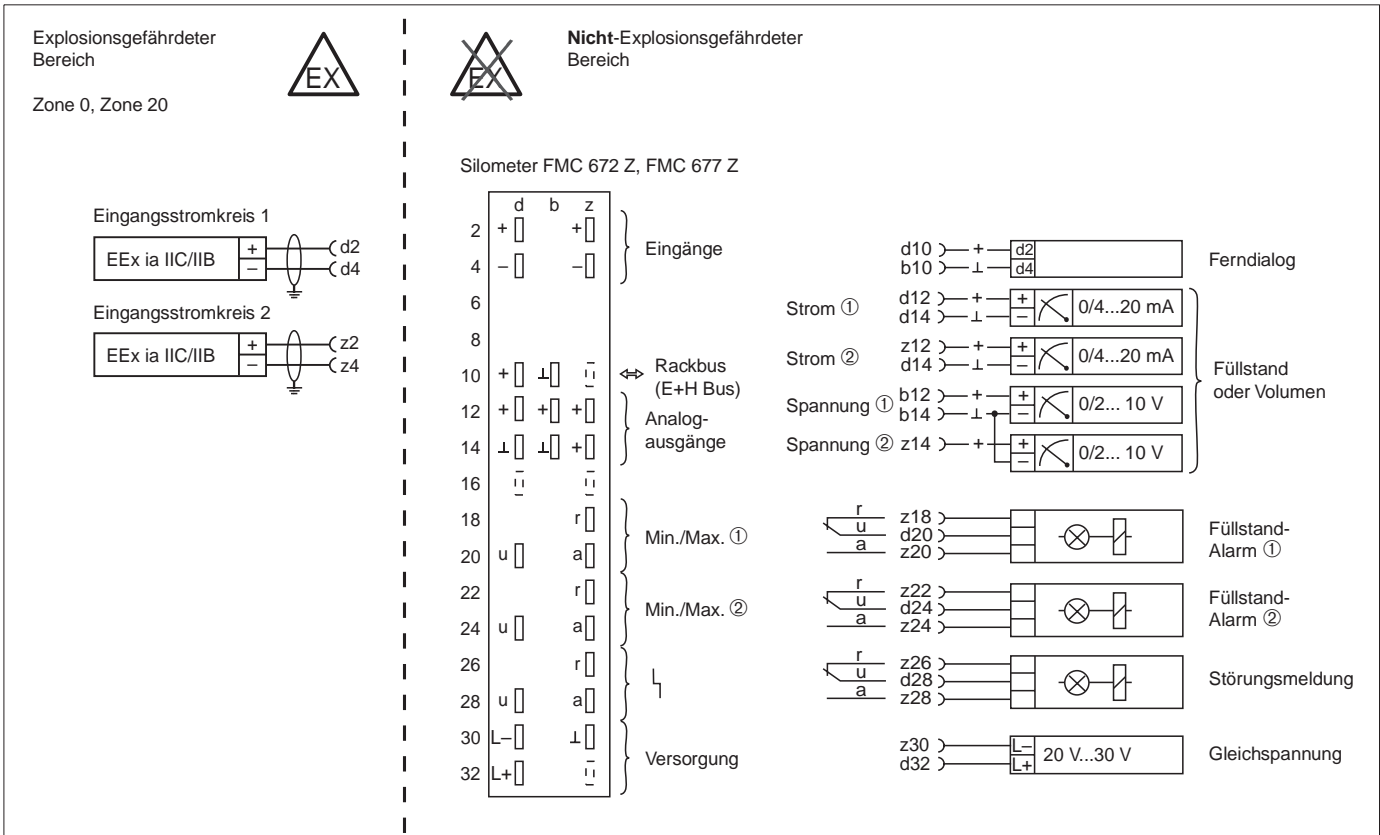 Explosionsgefährdeter
Bereich
EX
Zone 0, Zone 20
EX
Nicht-Explosionsgefährdeter
Bereich
Eingangsstromkreis 1
EEx ia IIC/IIB
+
–
d2
d4
Eingangsstromkreis 2
EEx ia IIC/IIB
+
–
z2
z4
Silometer FMC 672 Z, FMC 677 Z
d b z
2 + +
4 – –
Eingänge
6
8
10 + ⊥
Rackbus
(E+H Bus)
12 + + +
14 ⊥ ⊥ +
Analog-
ausgänge
16
18 r
20 u a
Min./Max. ①
22 r
24 u a
Min./Max. ②
26 r
28 u a
30 L– ⊥
32 L+
Versorgung
d10 + d2
b10 ⊥ d4
Ferndialog
Strom ①
d12 + +
d14 ⊥ –
0/4...20 mA
Strom ②
z12 + +
d14 ⊥ –
0/4...20 mA
Spannung ①
b12 + +
b14 ⊥ –
0/2... 10 V
Spannung ② z14 + +
–
0/2... 10 V
Füllstand
oder Volumen
r z18
u d20
a z20
Füllstand-
Alarm ①
r z22
u d24
a z24
Füllstand-
Alarm ②
r z26
u d28
a z28
Störungsmeldung
z30 L–
d32 L+
20 V...30 V
Gleichspannung